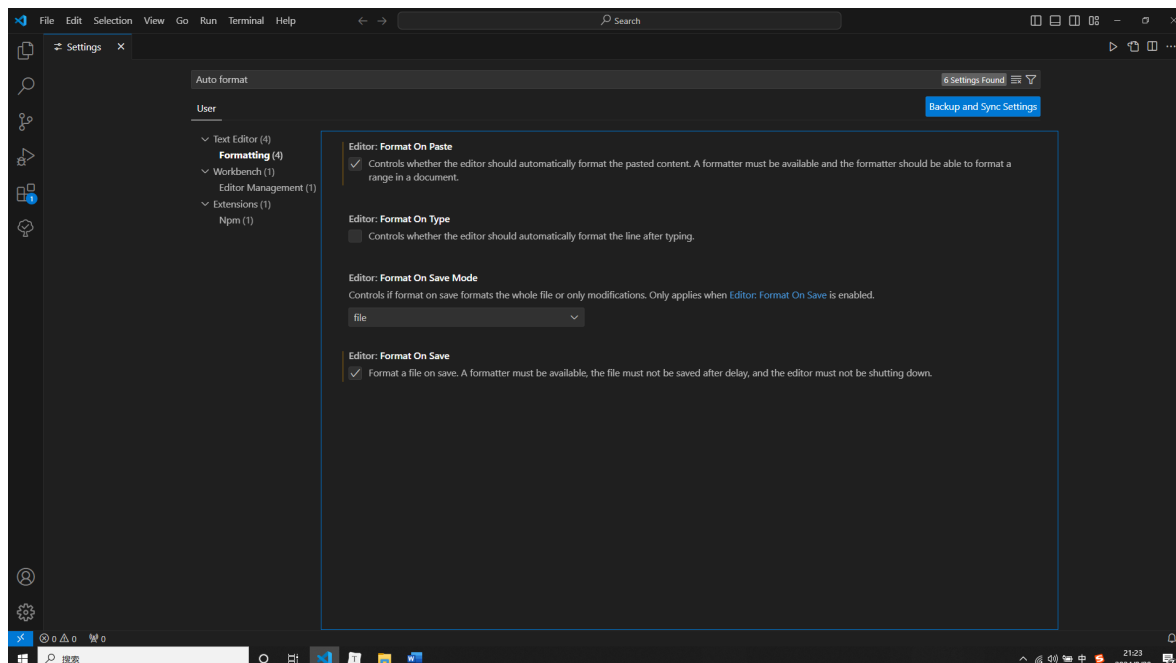 File Edit Selection View Go Run Terminal Help
Search
Settings
Auto format
6 Settings Found
User
Backup and Sync Settings
Text Editor (4)
Formatting (4)
Workbench (1)
Editor Management (1)
Extensions (1)
Npm (1)
Editor: Format On Paste
Controls whether the editor should automatically format the pasted content. A formatter must be available and the formatter should be able to format a
range in a document.
Editor: Format On Type
Controls whether the editor should automatically format the line after typing.
Editor: Format On Save Mode
Controls if format on save formats the whole file or only modifications. Only applies when Editor: Format On Save is enabled.
file
Editor: Format On Save
Format a file on save. A formatter must be available, the file must not be saved after delay, and the editor must not be shutting down.
1
0 0 0
搜索
中
21:23